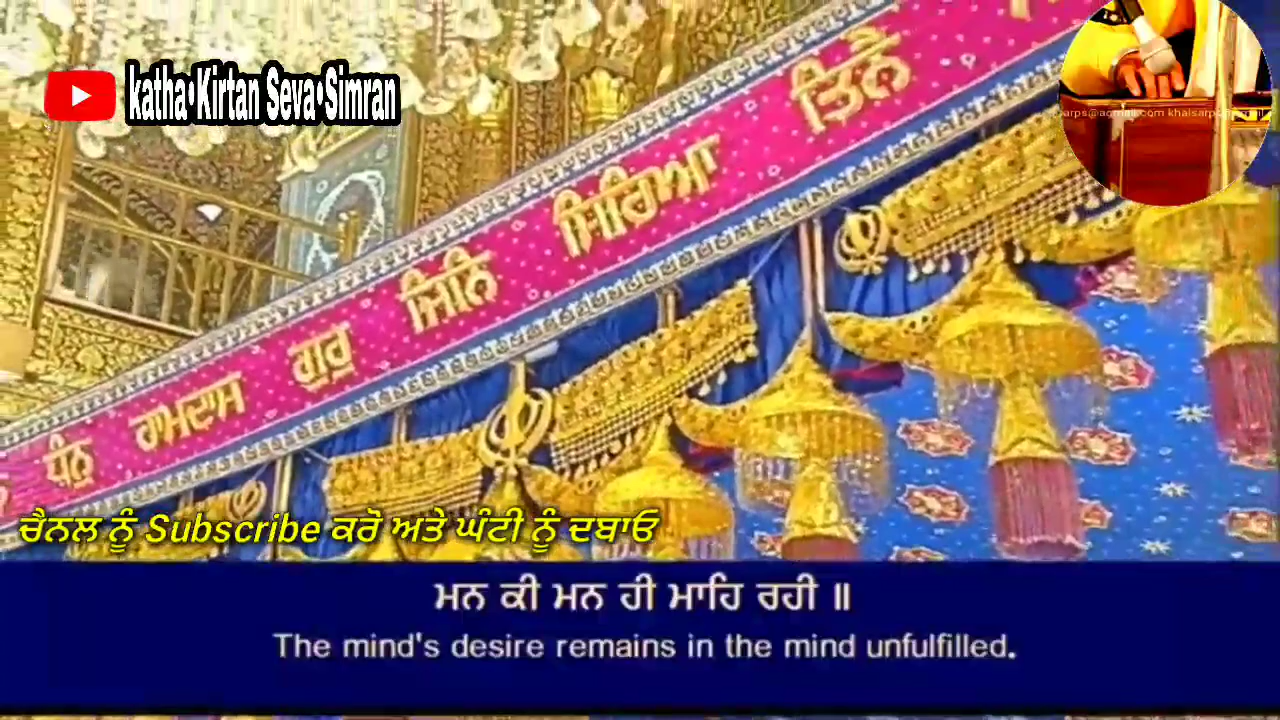 katha•Kirtan Seva•Simran
ਧੰਨੁ ਰਾਮਦਾਸ ਗੁਰੁ ਜਿਨਿ ਸਿਰਿਆ ਤਿਨੈ
ਚੈਨਲ ਨੂੰ Subscribe ਕਰੋ ਅਤੇ ਘੰਟੀ ਨੂੰ ਦਬਾਓ
ਮਨ ਕੀ ਮਨ ਹੀ ਮਾਹਿ ਰਹੀ ॥
The mind's desire remains in the mind unfulfilled.